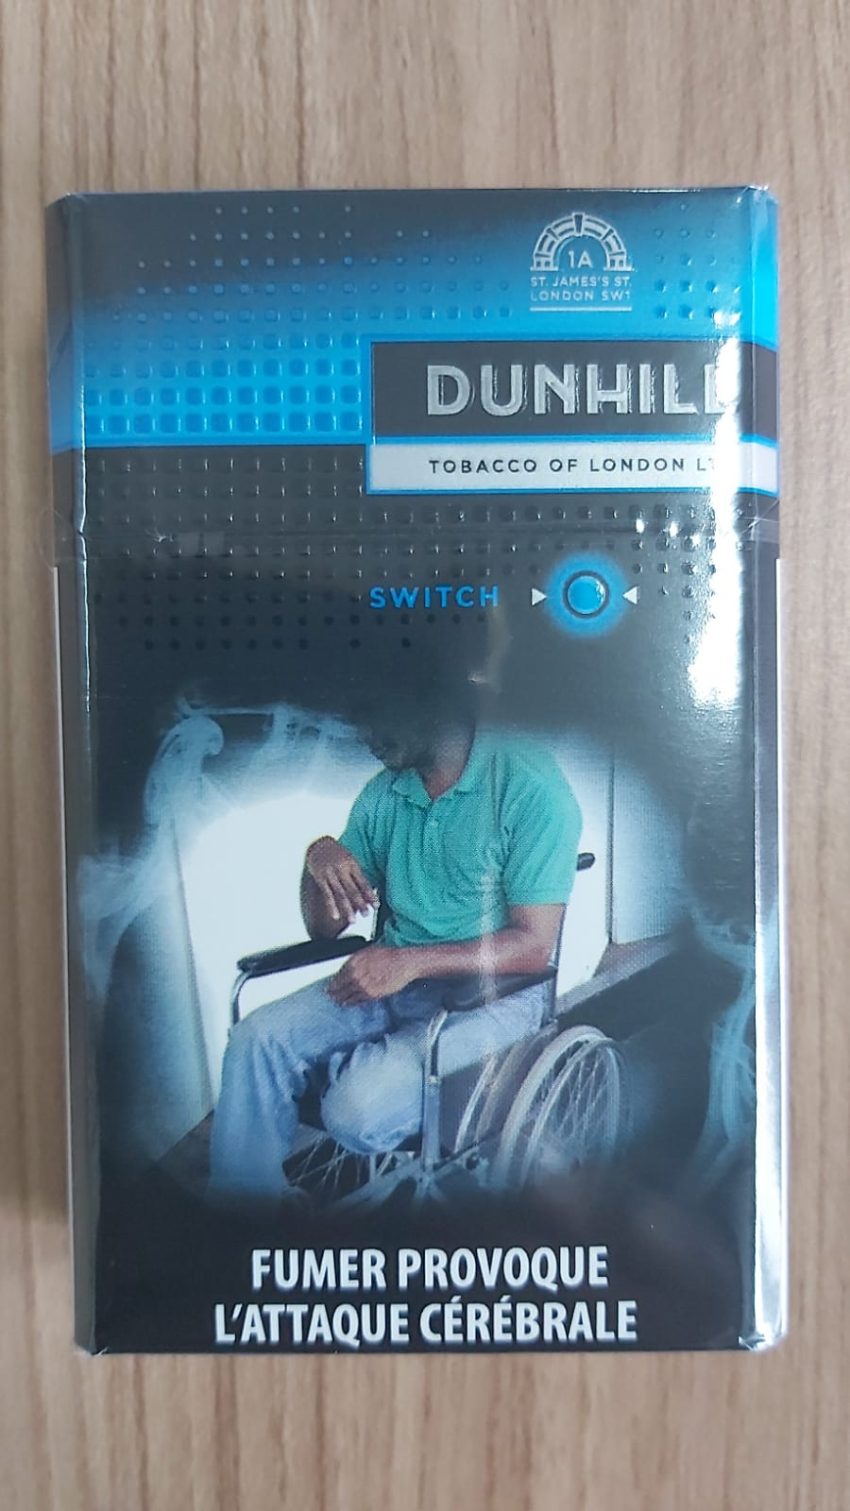 1A
ST. JAMES'S ST.
LONDON SW1
DUNHILL
TOBACCO OF LONDON
SWITCH
FUMER PROVOQUE
L'ATTAQUE CÉRÉBRALE